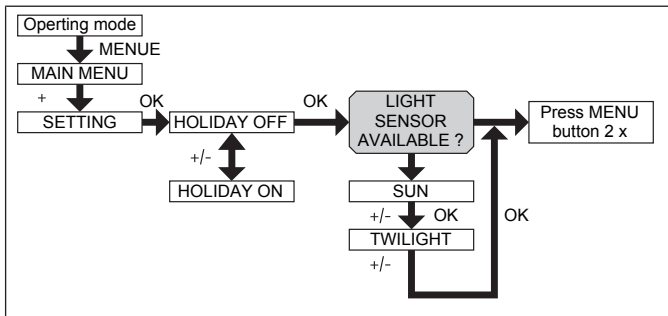 Operting mode
MENUE
MAIN MENU
+
SETTING
OK
HOLIDAY OFF
+/-
HOLIDAY ON
OK
LIGHT
SENSOR
AVAILABLE ?
SUN
+/- OK
TWILIGHT
+/-
OK
Press MENU
button 2 x